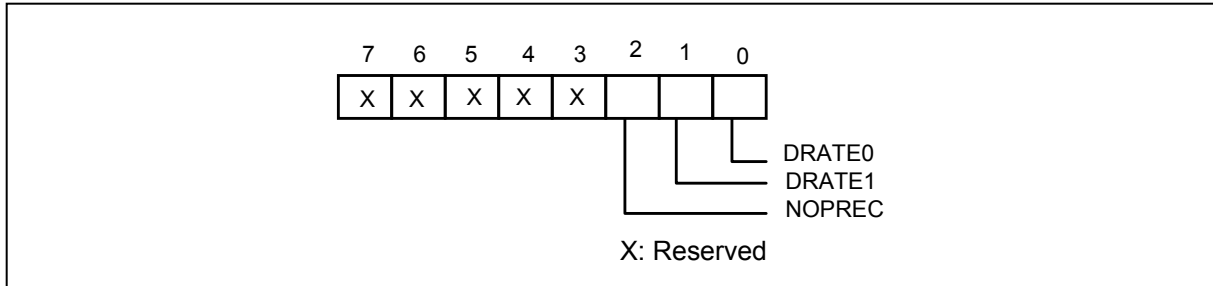 7 6 5 4 3 2 1 0
X X X X X
DRATE0
DRATE1
NOPREC
X: Reserved